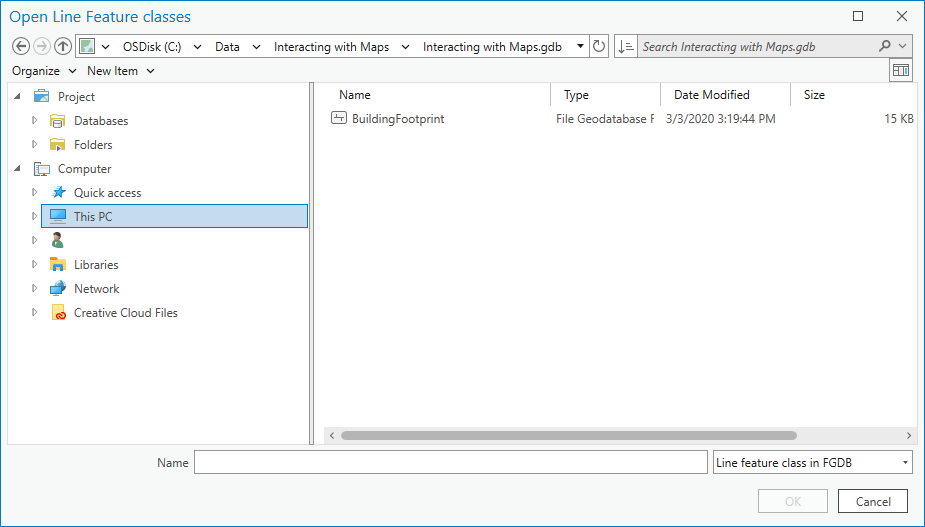 Open Line Feature classes
OSDisk (C:) Data Interacting with Maps Interacting with Maps.gdb Search Interacting with Maps.gdb
Organize New Item
Name Type Date Modified Size
BuildingFootprint File Geodatabase F 3/3/2020 3:19:44 PM 15 KB
Project
Databases
Folders
Computer
Quick access
This PC
Libraries
Network
Creative Cloud Files
Name Line feature class in FGDB
OK Cancel